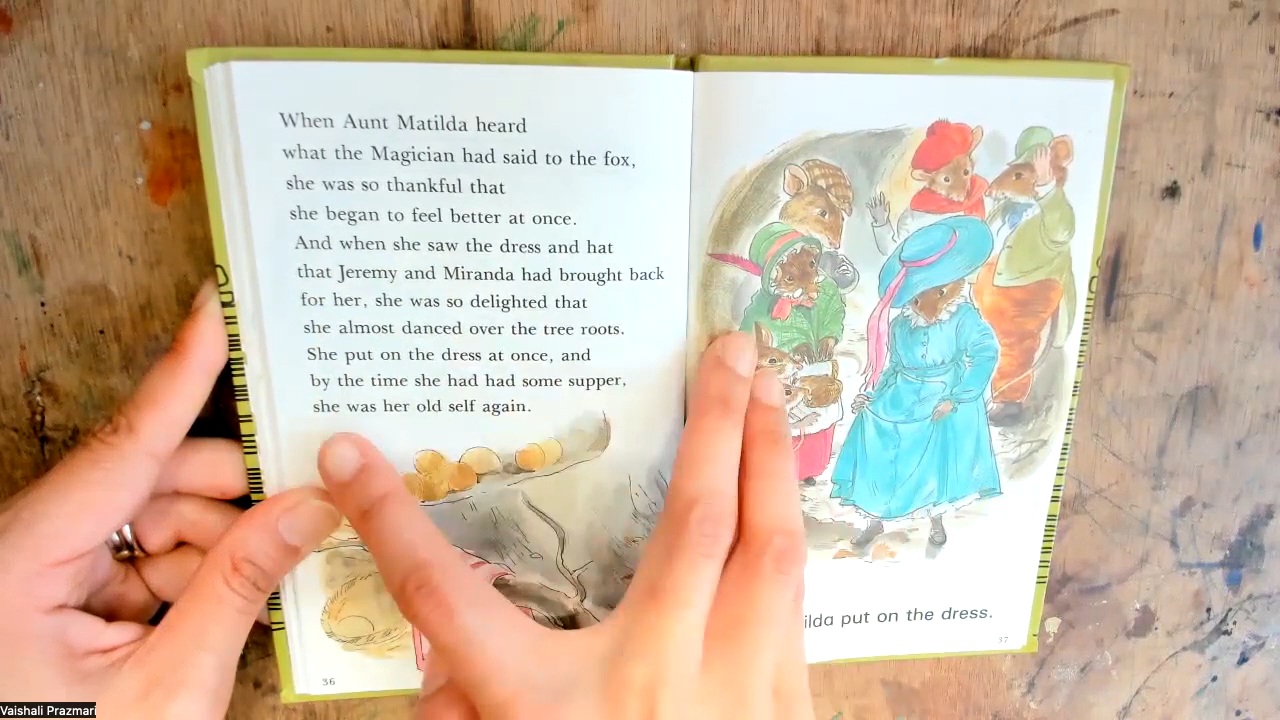 When Aunt Matilda heard
what the Magician had said to the fox,
she was so thankful that
she began to feel better at once.
And when she saw the dress and hat
that Jeremy and Miranda had brought back
for her, she was so delighted that
she almost danced over the tree roots.
She put on the dress at once, and
by the time she had had some supper,
she was her old self again.
36
ilda put on the dress.
37
Vaishali Prazmari